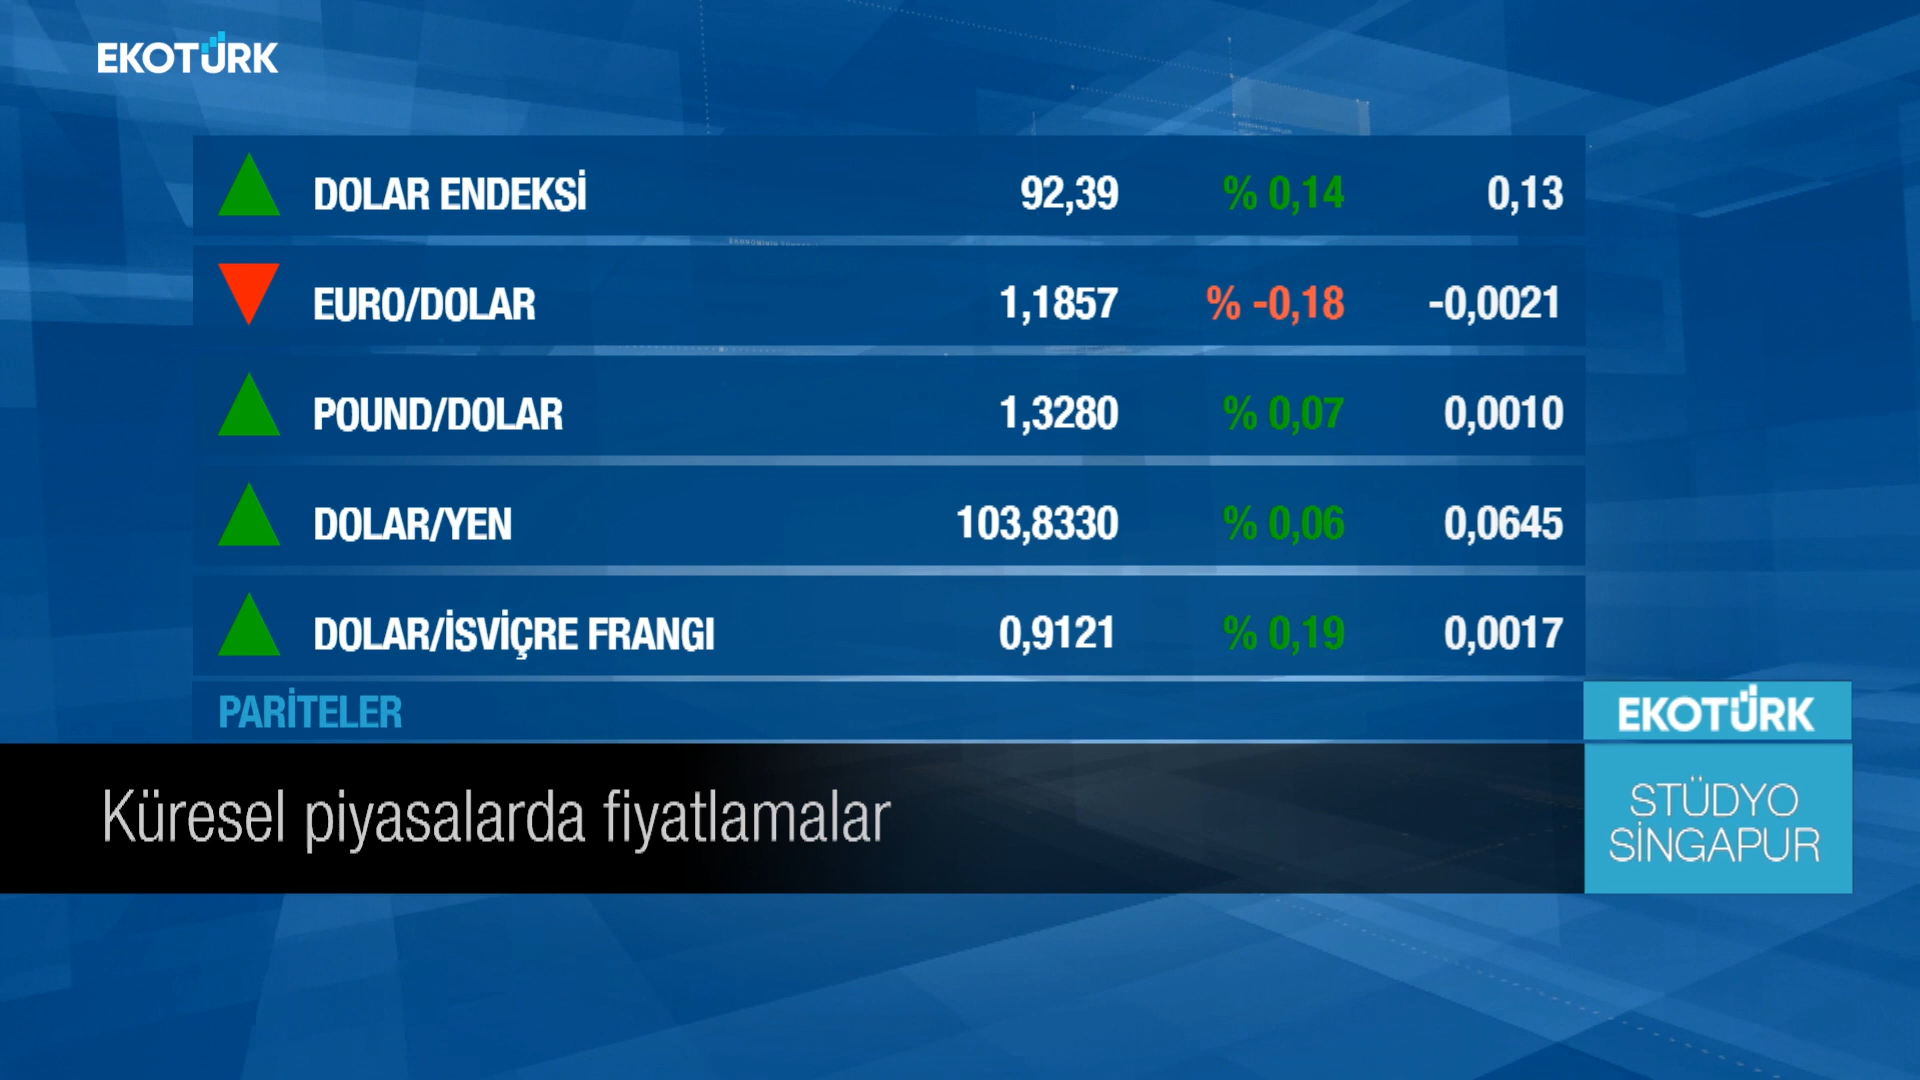 EKOTÜRK
DOLAR ENDEKSİ 92,39 % 0,14 0,13
EURO/DOLAR 1,1857 % -0,18 -0,0021
POUND/DOLAR 1,3280 % 0,07 0,0010
DOLAR/YEN 103,8330 % 0,06 0,0645
DOLAR/İSVİÇRE FRANGI 0,9121 % 0,19 0,0017
PARİTELER
EKOTÜRK
Küresel piyasalarda fiyatlamalar
STÜDYO
SİNGAPUR